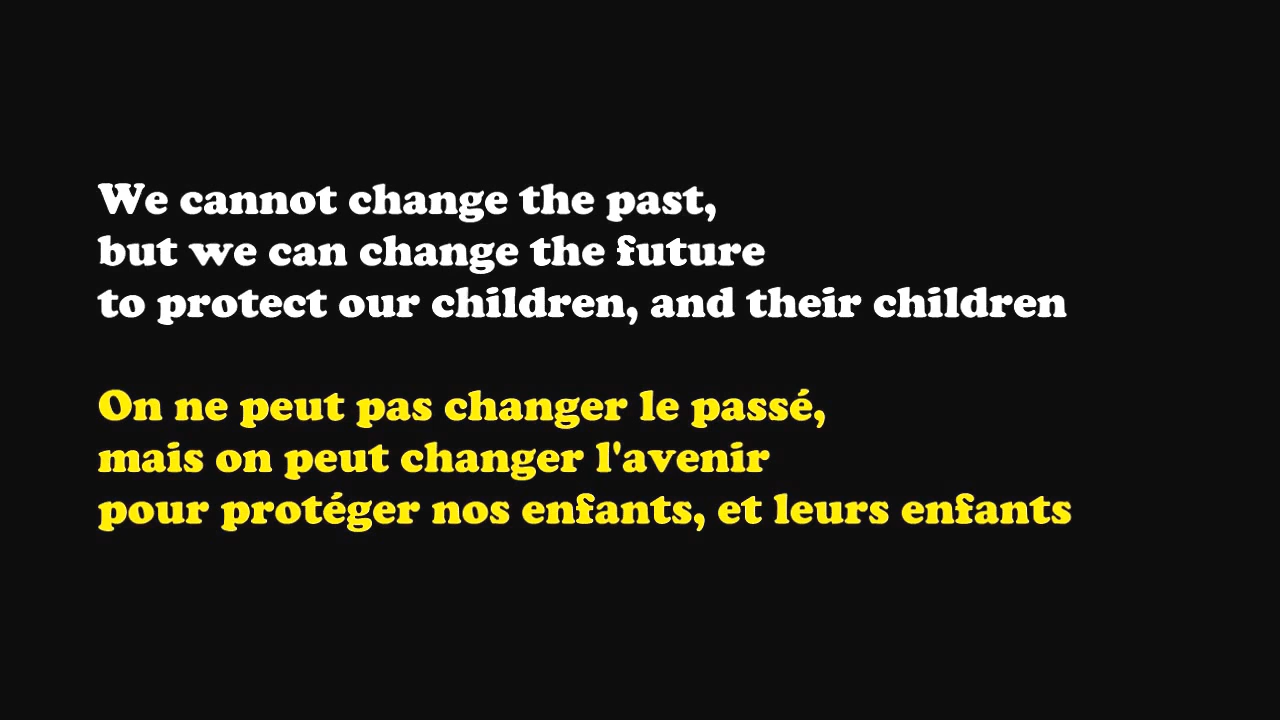 We cannot change the past,
but we can change the future
to protect our children, and their children
On ne peut pas changer le passé,
mais on peut changer l'avenir
pour protéger nos enfants, et leurs enfants